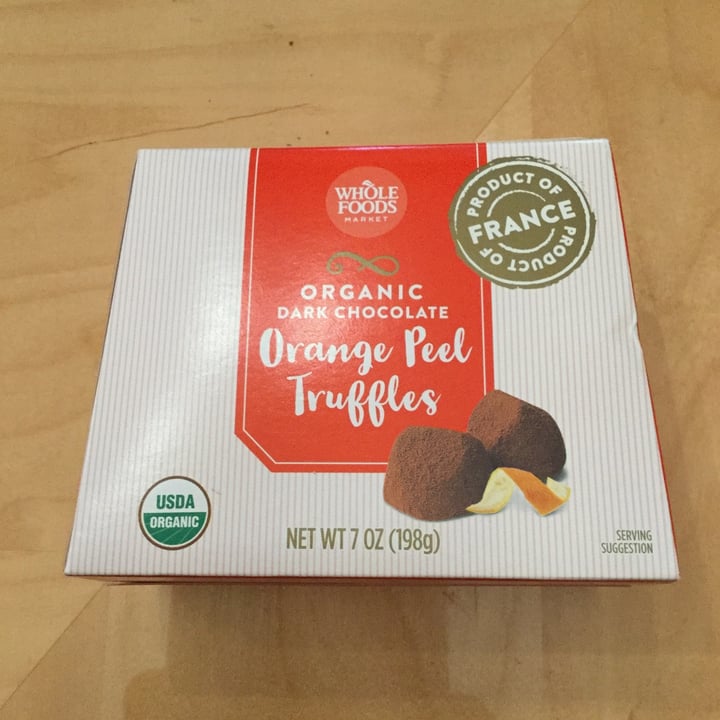 WHOLE
FOODS
MARKET
PRODUCT OF
FRANCE
PRODUCT OF
ORGANIC
DARK CHOCOLATE
Orange Peel
Truffles
USDA
ORGANIC
NET WT 7 OZ (198g)
SERVING
SUGGESTION